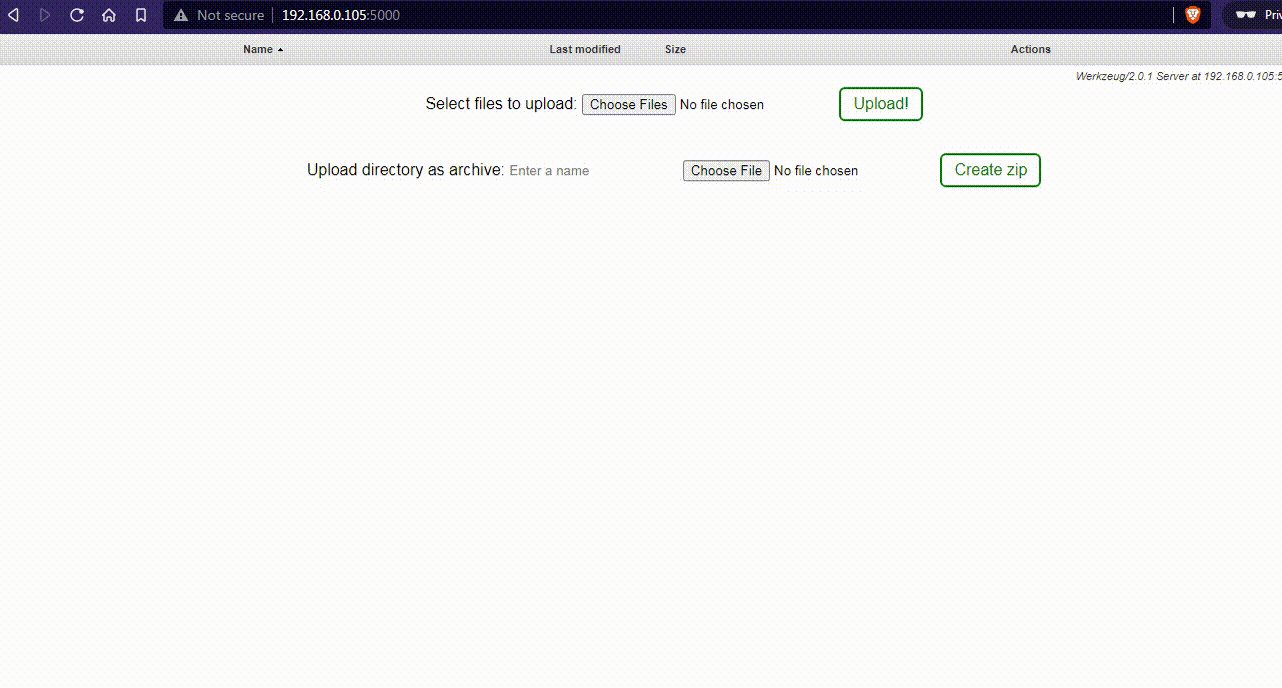 Not secure 192.168.0.105:5000
Name Last modified Size Actions
Werkzeug/2.0.1 Server at 192.168.0.105:5
Select files to upload: Choose Files No file chosen Upload!
Upload directory as archive: Enter a name Choose File No file chosen Create zip